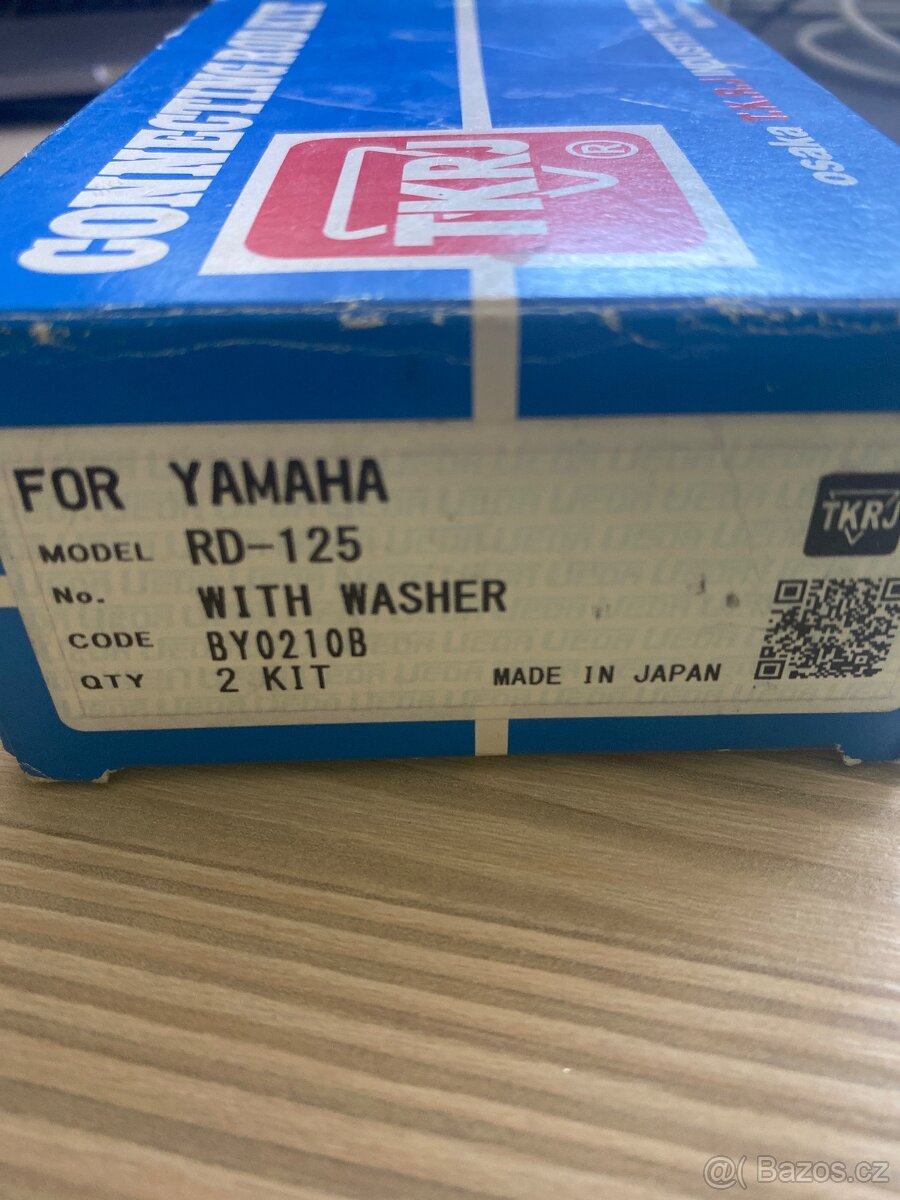 CONNECTING ROD KIT
TKRJ
®
osaka T.K.R.J
FOR YAMAHA
MODEL RD-125
No. WITH WASHER
CODE BY0210B
QTY 2 KIT
MADE IN JAPAN
TKRJ
@( Bazos.cz